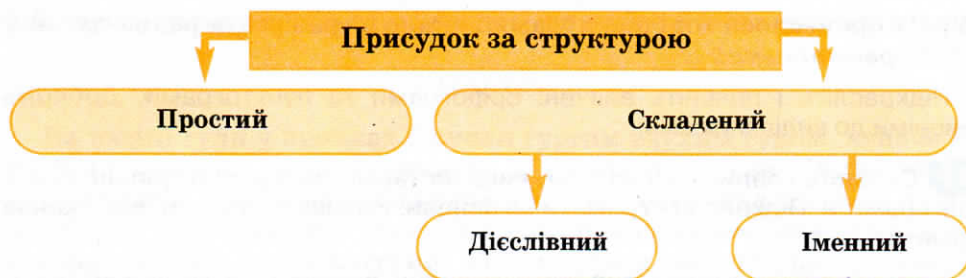 Присудок за структурою
Простий
Складений
Дієслівний
Іменний